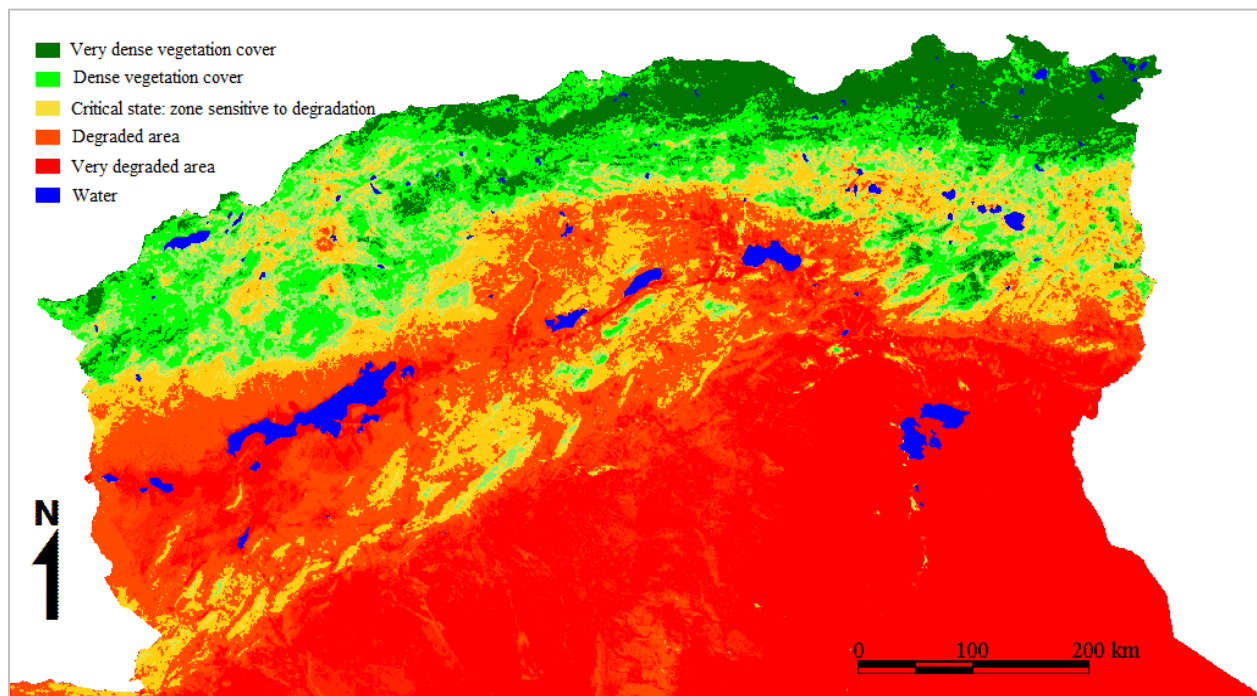 Very dense vegetation cover
Dense vegetation cover
Critical state: zone sensitive to degradation
Degraded area
Very degraded area
Water
N
0 100 200 km